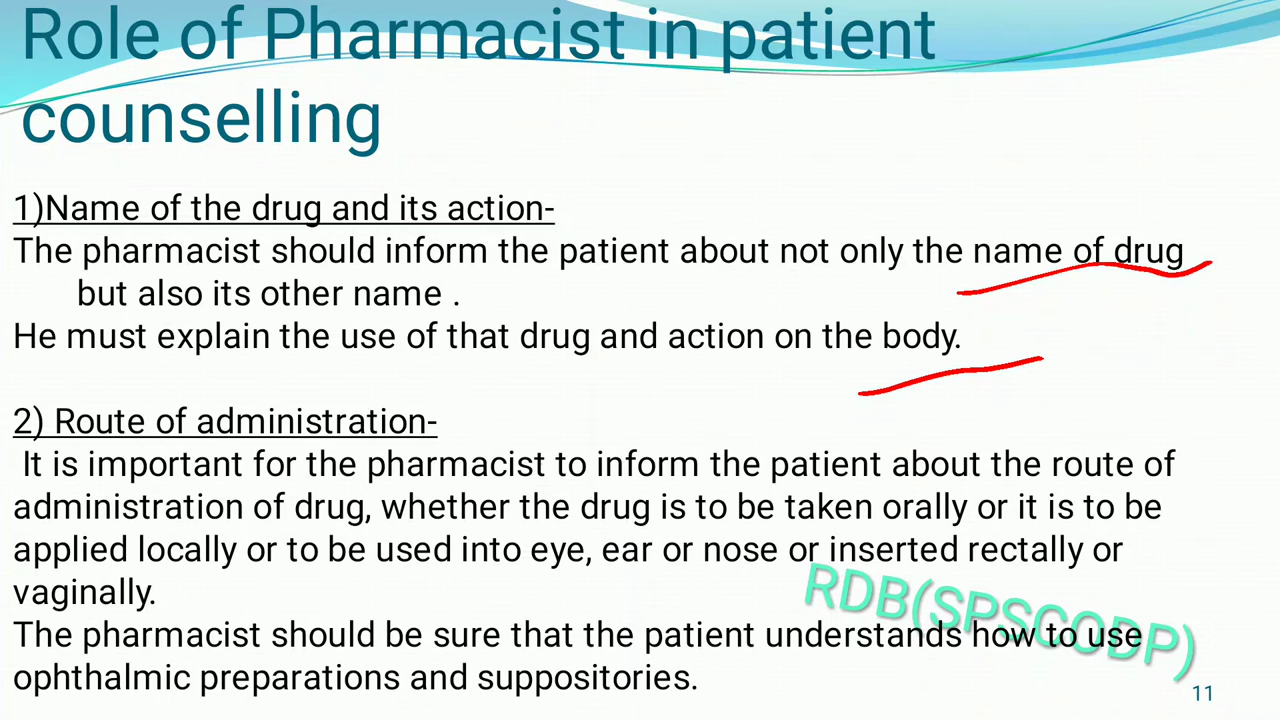 Role of Pharmacist in patient
counselling
1)Name of the drug and its action-
The pharmacist should inform the patient about not only the name of drug
but also its other name .
He must explain the use of that drug and action on the body.
2) Route of administration-
It is important for the pharmacist to inform the patient about the route of
administration of drug, whether the drug is to be taken orally or it is to be
applied locally or to be used into eye, ear or nose or inserted rectally or
vaginally.
RDB(SPSCODP)
The pharmacist should be sure that the patient understands how to use
ophthalmic preparations and suppositories.
11